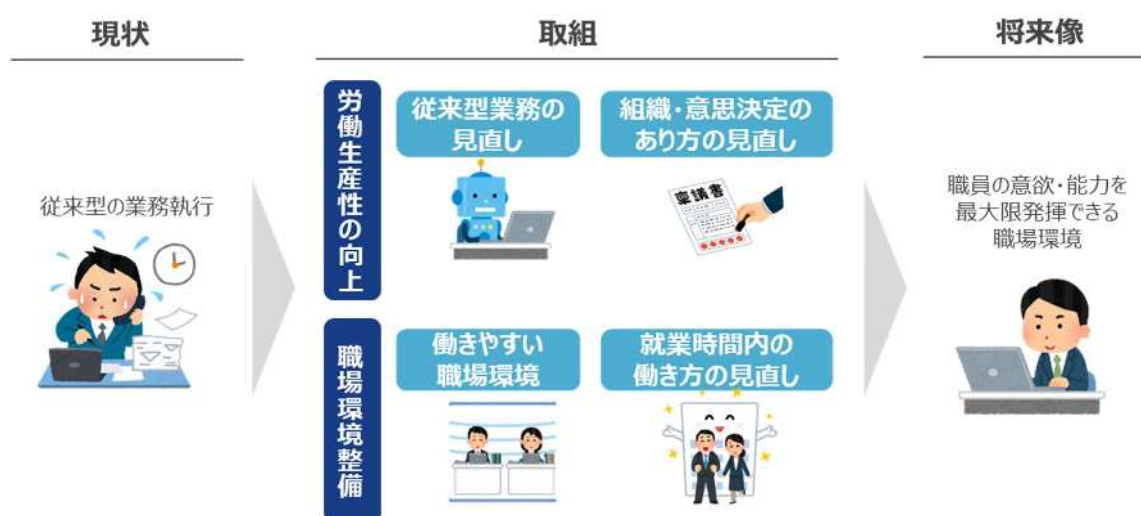 現状
取組
将来像
従来型の業務執行
労働生産性の向上
従来型業務の
見直し
組織・意思決定の
あり方の見直し
稟議書
職場環境整備
働きやすい
職場環境
就業時間内の
働き方の見直し
職員の意欲・能力を
最大限発揮できる
職場環境